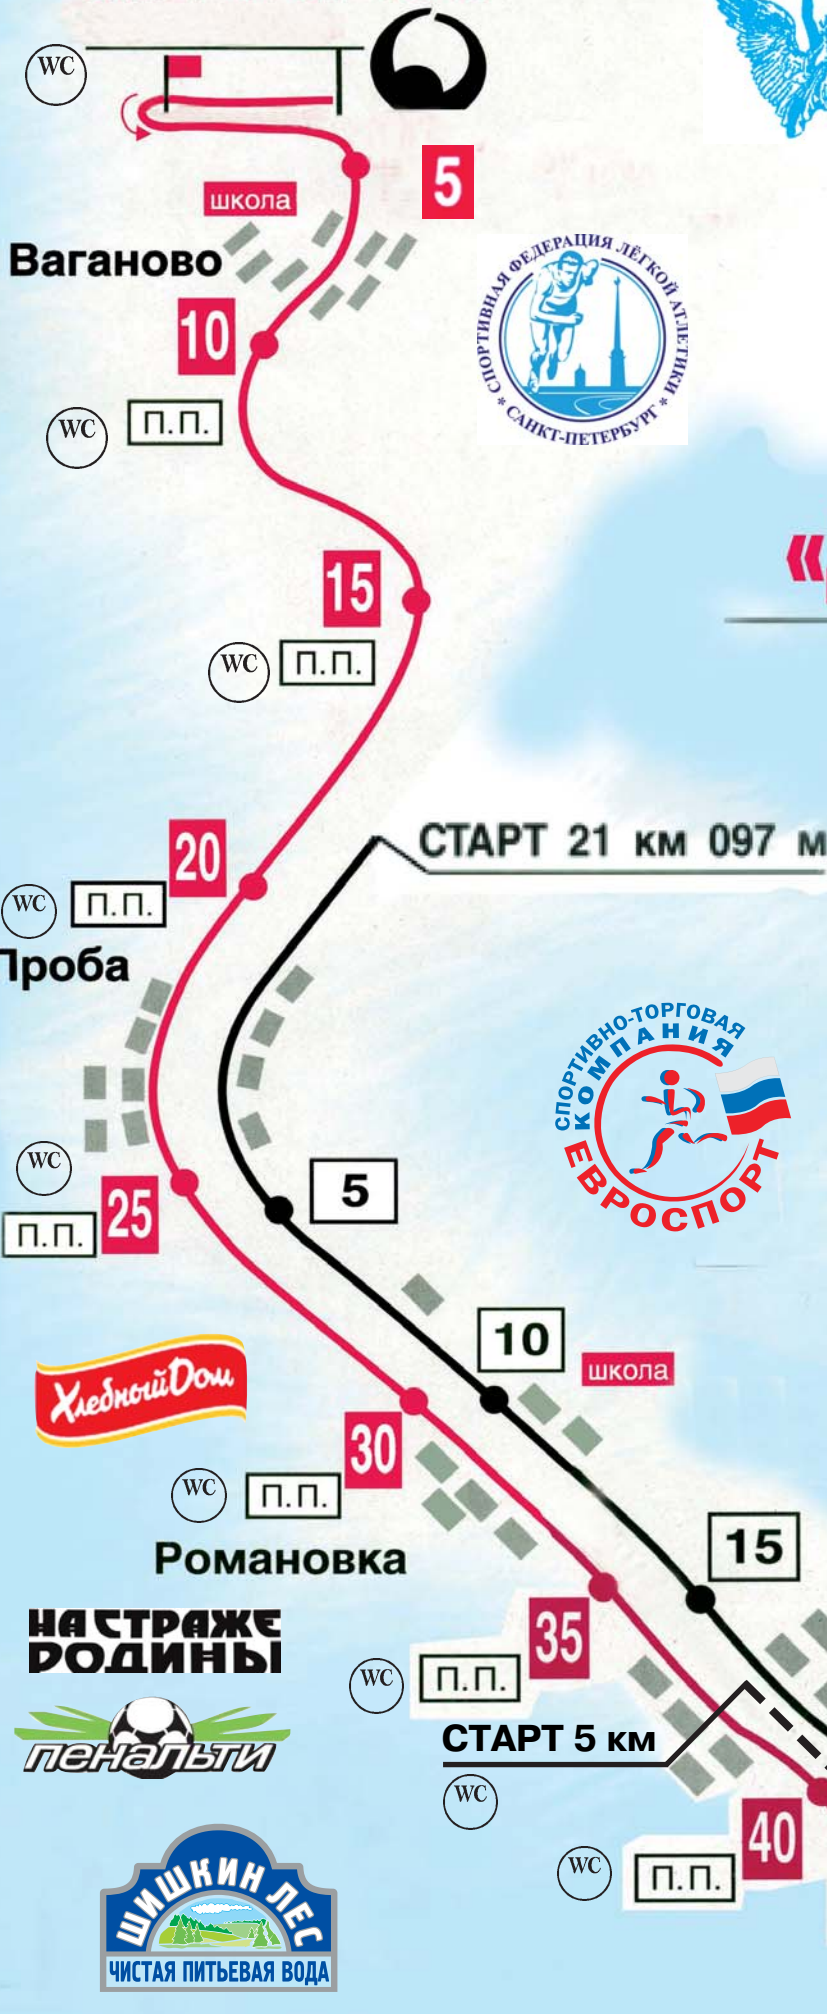 WC
5
школа
Ваганово
СПОРТИВНАЯ ФЕДЕРАЦИЯ ЛЁГКОЙ АТЛЕТИКИ
* САНКТ-ПЕТЕРБУРГ *
10
WC
П.П.
«
15
WC
П.П.
СТАРТ 21 км 097 м
20
WC
П.П.
Проба
СПОРТИВНО-ТОРГОВАЯ
КОМПАНИЯ
ЕВРОСПОРТ
WC
5
25
П.П.
10
школа
Хлебный Дом
30
WC
П.П.
15
Романовка
НА СТРАЖЕ
РОДИНЫ
35
WC
П.П.
пенальти
СТАРТ 5 км
WC
40
WC
П.П.
ШИШКИН ЛЕС
ЧИСТАЯ ПИТЬЕВАЯ ВОДА